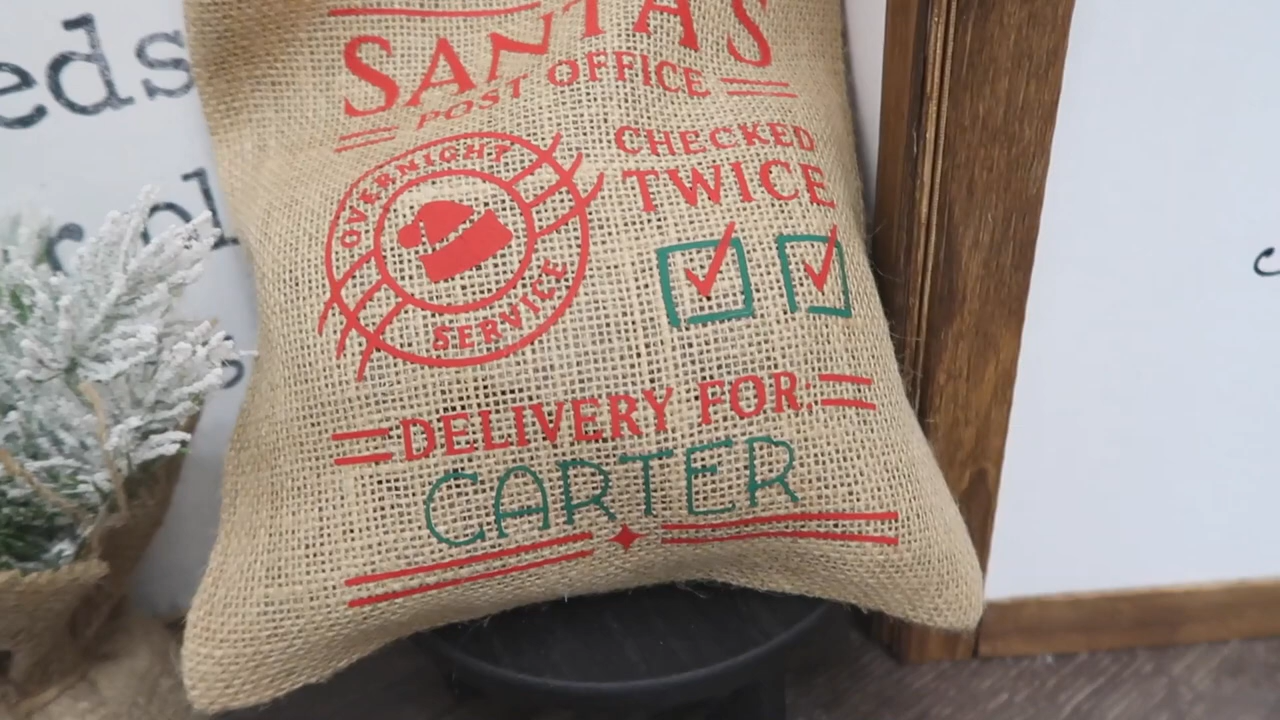 eds
SANTA'S
POST OFFICE
OVERNIGHT
SERVICE
CHECKED
TWICE
DELIVERY FOR:
CARTER